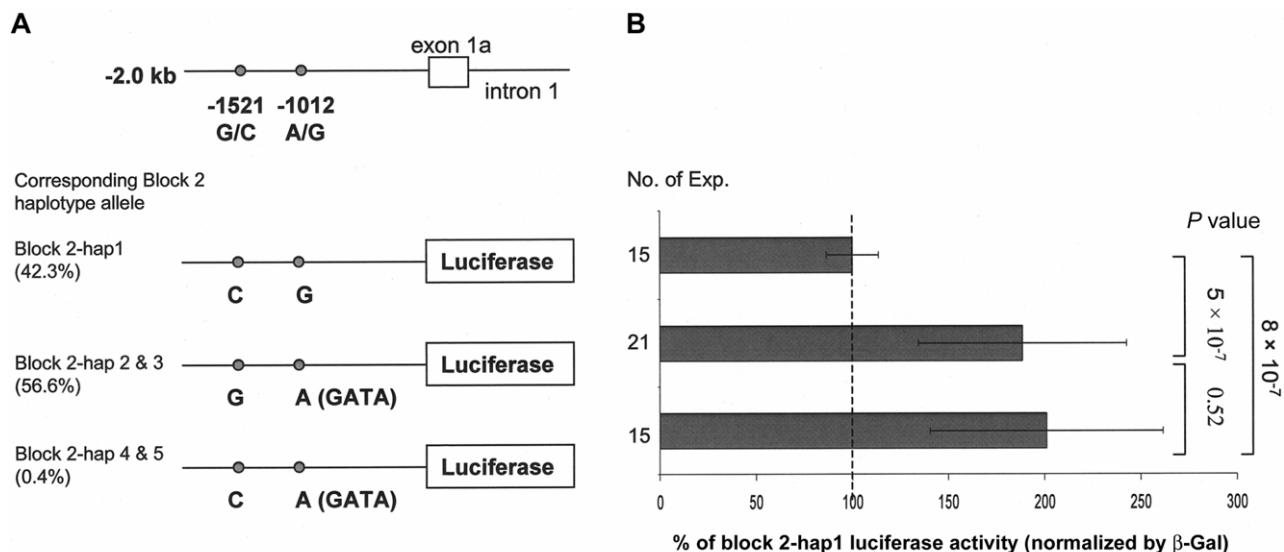 A
exon 1a
-2.0 kb
intron 1
-1521 -1012
G/C A/G
Corresponding Block 2
haplotype allele
Block 2-hap1
(42.3%)
Luciferase
C G
Block 2-hap 2 & 3
(56.6%)
Luciferase
G A (GATA)
Block 2-hap 4 & 5
(0.4%)
Luciferase
C A (GATA)
B
No. of Exp.
P value
15
21
15
5 × 10⁻⁷
0.52
8 × 10⁻⁷
0 50 100 150 200 250 300
% of block 2-hap1 luciferase activity (normalized by β-Gal)